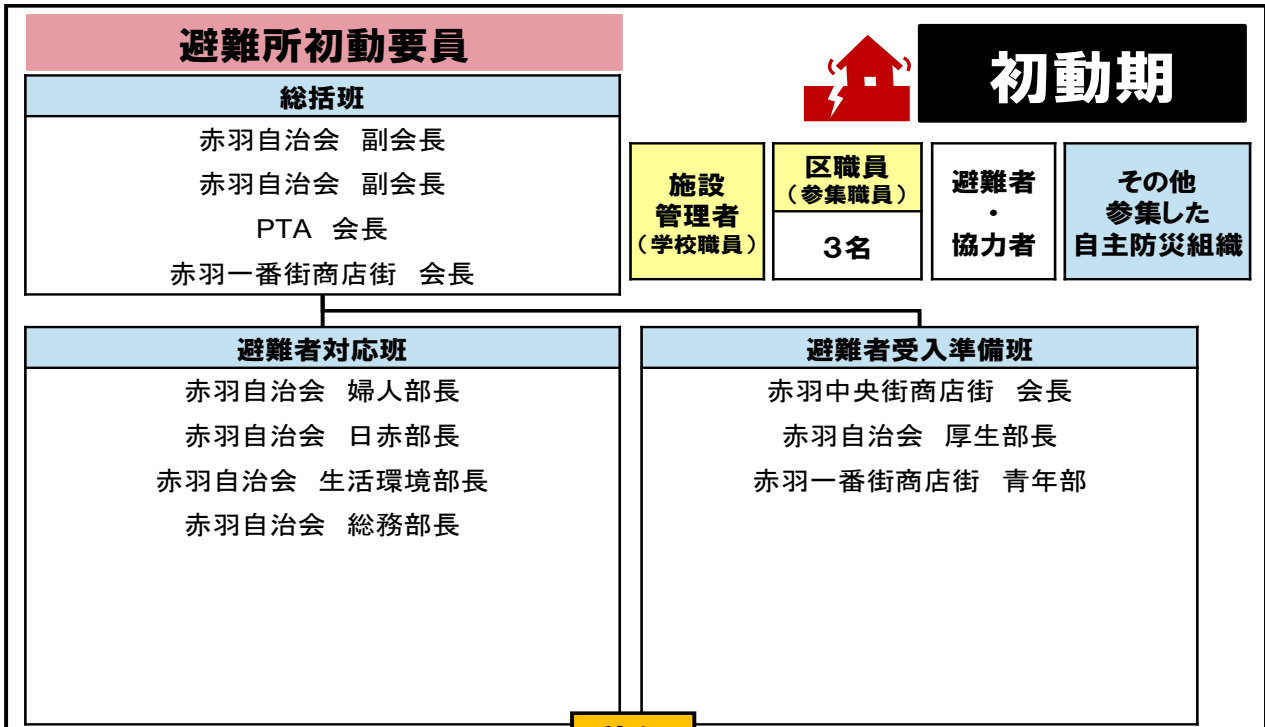 避難所初動要員
初動期
総括班
赤羽自治会　副会長
赤羽自治会　副会長
PTA　会長
赤羽一番街商店街　会長
施設
管理者
（学校職員）
区職員
（参集職員）
3名
避難者
・
協力者
その他
参集した
自主防災組織
避難者対応班
赤羽自治会　婦人部長
赤羽自治会　日赤部長
赤羽自治会　生活環境部長
赤羽自治会　総務部長
避難者受入準備班
赤羽中央街商店街　会長
赤羽自治会　厚生部長
赤羽一番街商店街　青年部